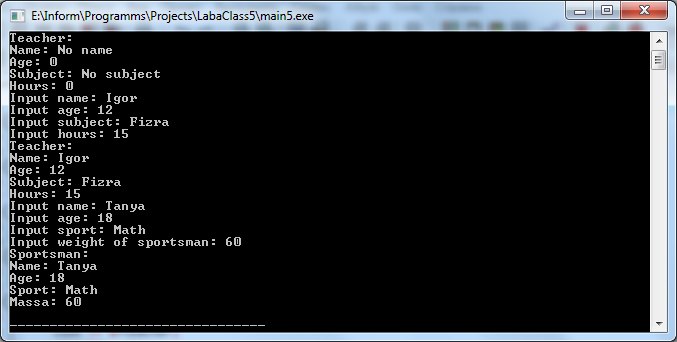 E:\Inform\Programms\Projects\LabaClass5\main5.exe
Teacher:
Name: No name
Age: 0
Subject: No subject
Hours: 0
Input name: Igor
Input age: 12
Input subject: Fizra
Input hours: 15
Teacher:
Name: Igor
Age: 12
Subject: Fizra
Hours: 15
Input name: Tanya
Input age: 18
Input sport: Math
Input weight of sportsman: 60
Sportsman:
Name: Tanya
Age: 18
Sport: Math
Massa: 60
--------------------------------